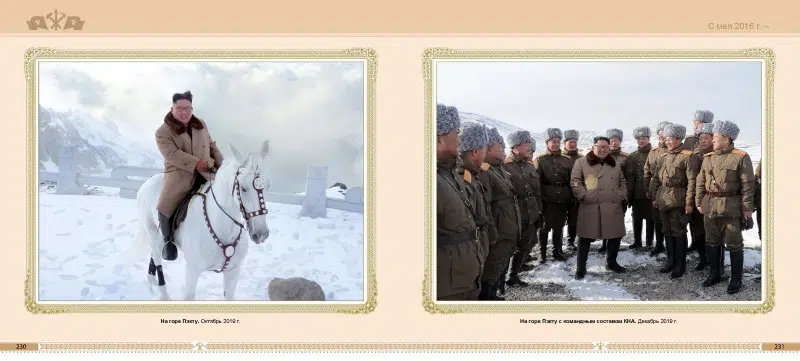 С мая 2016 г. –
На горе Пэкту. Октябрь 2019 г.
На горе Пэкту с командным составом КНА. Декабрь 2019 г.
230
231